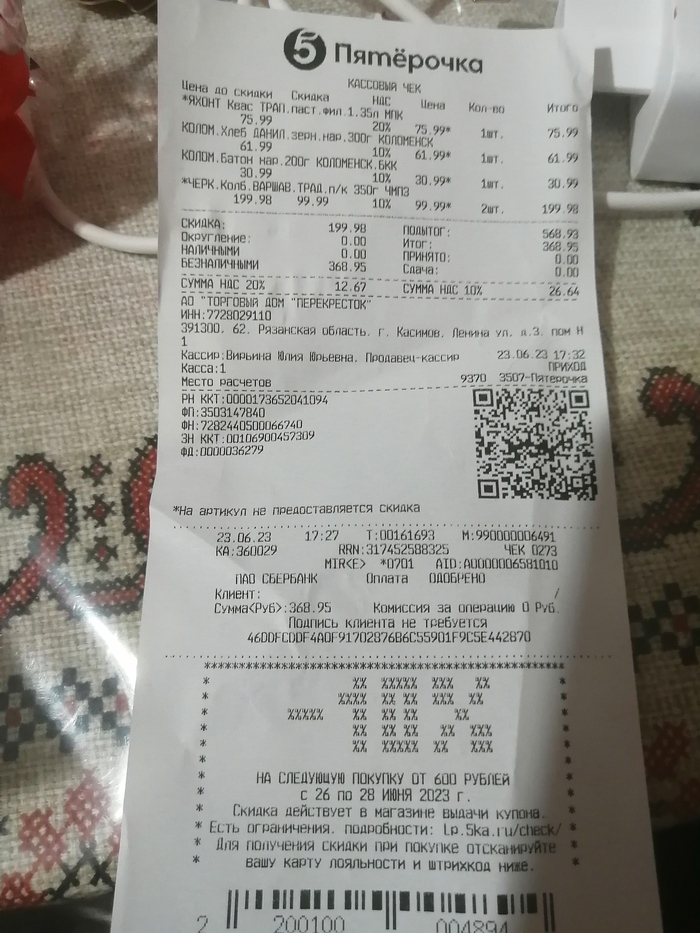 5 Пятёрочка
КАССОВЫЙ ЧЕК
Цена до скидки Скидка НДС Цена Кол-во Итого
*ЯХОНТ Квас ТРАП.паст.фил.1.35л МПК
75.99 20% 75.99* 1шт. 75.99
КОЛОМ.Хлеб ДАНИЛ.зерн.нар.300г КОЛОМЕНСК
61.99 10% 61.99* 1шт. 61.99
КОЛОМ.Батон нар.200г КОЛОМЕНСК.БКК
30.99 10% 30.99* 1шт. 30.99
*ЧЕРК.Колб.ВАРШАВ.ТРАД.п/к 350г ЧМПЗ
199.98 99.99 10% 99.99* 2шт. 199.98
СКИДКА: 199.98 ПОДЫТОГ: 568.93
Округление: 0.00 Итог: 368.95
НАЛИЧНЫМИ 0.00 ПРИНЯТО: 0.00
БЕЗНАЛИЧНЫМИ 368.95 Сдача: 0.00
СУММА НДС 20% 12.67 СУММА НДС 10% 26.64
АО "ТОРГОВЫЙ ДОМ "ПЕРЕКРЕСТОК"
ИНН:7728029110
391300. 62. Рязанская область. г. Касимов. Ленина ул. д.3. пом Н
1
Кассир:Вирьина Юлия Юрьевна. Продавец-кассир 23.06.23 17:32
Касса:1 ПРИХОД
Место расчетов 9370 3507-Пятерочка
РН ККТ:0000173652041094
ФП:3503147840
ФН:7282440500066740
ЗН ККТ:00106900457309
ФД:0000036279
*На артикул не предоставляется скидка
23.06.23 17:27 Т:00161693 М:990000006491
КА:360029 RRN:317452588325 ЧЕК 0273
MIR<E> *0701 AID:A0000006581010
ПАО СБЕРБАНК Оплата ОДОБРЕНО
Клиент: /
Сумма<Руб>:368.95 Комиссия за операцию 0 Руб.
Подпись клиента не требуется
46DDFCDDF4A0F91702876B6C55901F9C5E442870
НА СЛЕДУЮЩУЮ ПОКУПКУ ОТ 600 РУБЛЕЙ
с 26 по 28 ИЮНЯ 2023 г.
Скидка действует в магазине выдачи купона.
* Есть ограничения. подробности: Lp.5ka.ru/check/
* Для получения скидки при покупке отсканируйте *
* вашу карту лояльности и штрихкод ниже. *
2 200100 004894